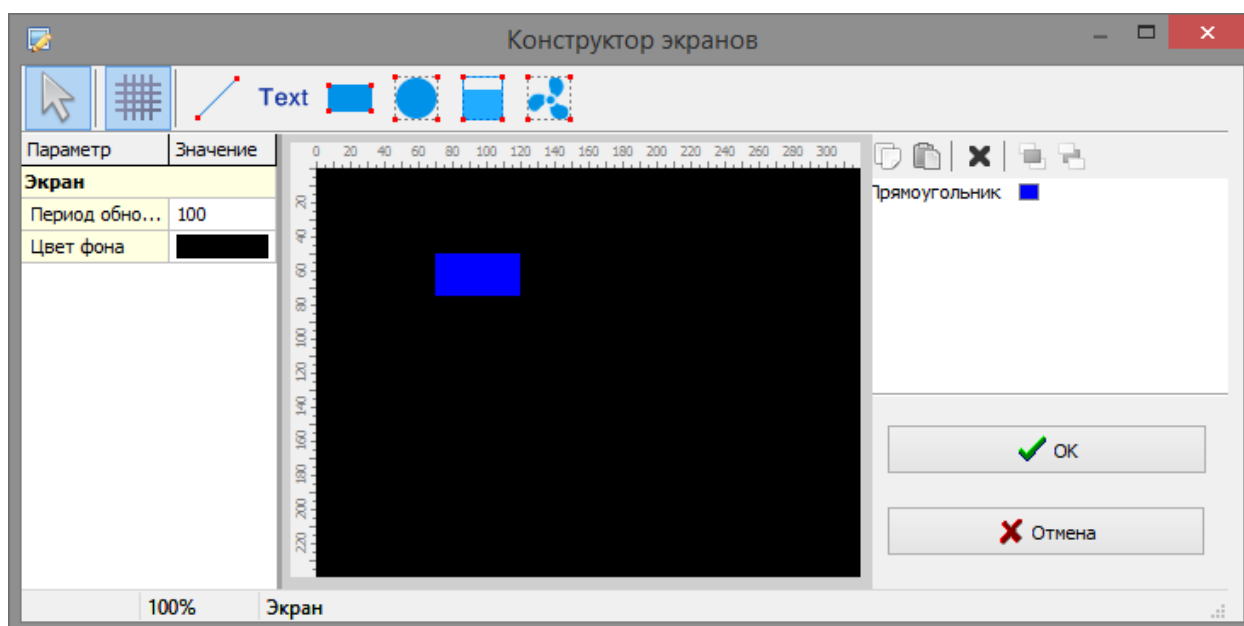 Конструктор экранов
Text
Параметр Значение
Экран
Период обно... 100
Цвет фона
0 20 40 60 80 100 120 140 160 180 200 220 240 260 280 300
20
40
60
80
100
120
140
160
180
200
220
Прямоугольник
OK
Отмена
100% Экран